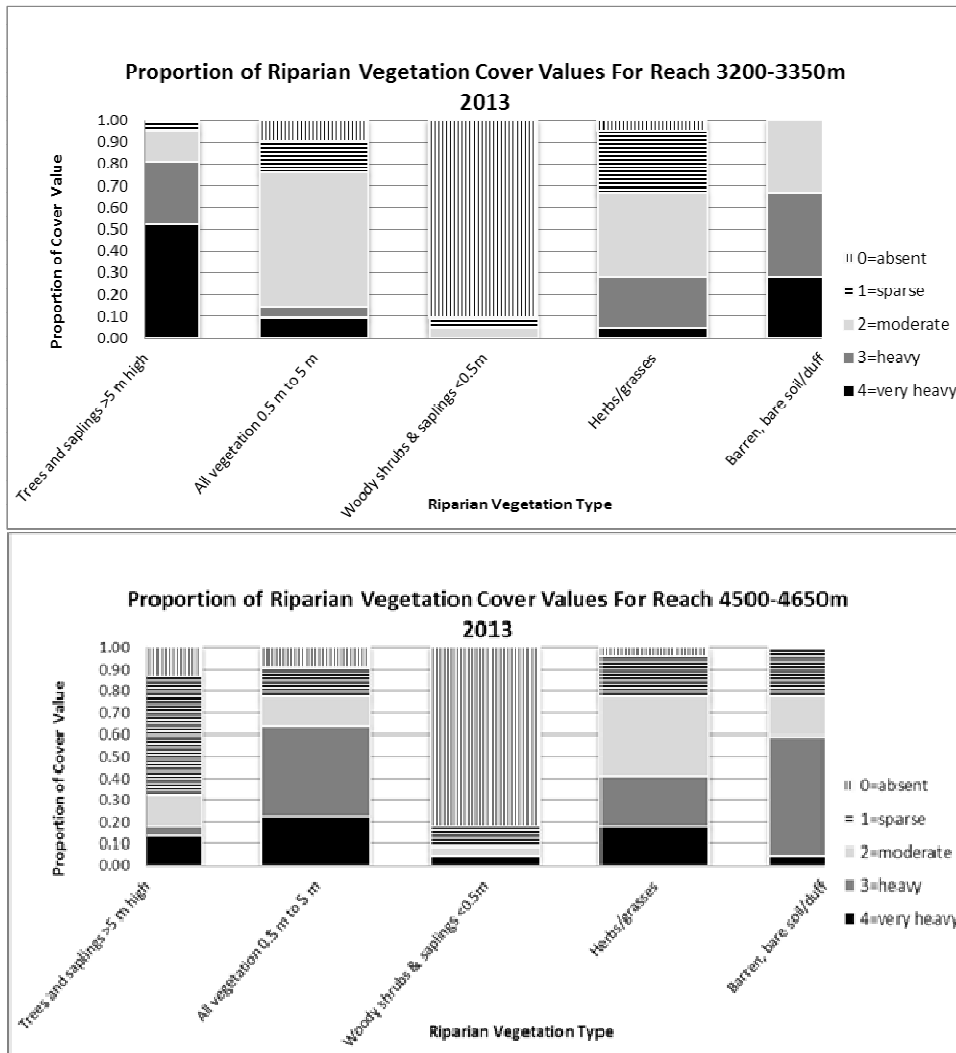 Proportion of Riparian Vegetation Cover Values For Reach 3200-3350m
2013
Proportion of Cover Value
1.00
0.90
0.80
0.70
0.60
0.50
0.40
0.30
0.20
0.10
0.00
Trees and saplings >5 m high
All vegetation 0.5 m to 5 m
Woody shrubs & saplings <0.5m
Herbs/grasses
Barren, bare soil/duff
Riparian Vegetation Type
0=absent
1=sparse
2=moderate
3=heavy
4=very heavy
Proportion of Riparian Vegetation Cover Values For Reach 4500-4650m
2013
Proportion of Cover Value
1.00
0.90
0.80
0.70
0.60
0.50
0.40
0.30
0.20
0.10
0.00
Trees and saplings >5 m high
All vegetation 0.5 m to 5 m
Woody shrubs & saplings <0.5m
Herbs/grasses
Barren, bare soil/duff
Riparian Vegetation Type
0=absent
1=sparse
2=moderate
3=heavy
4=very heavy